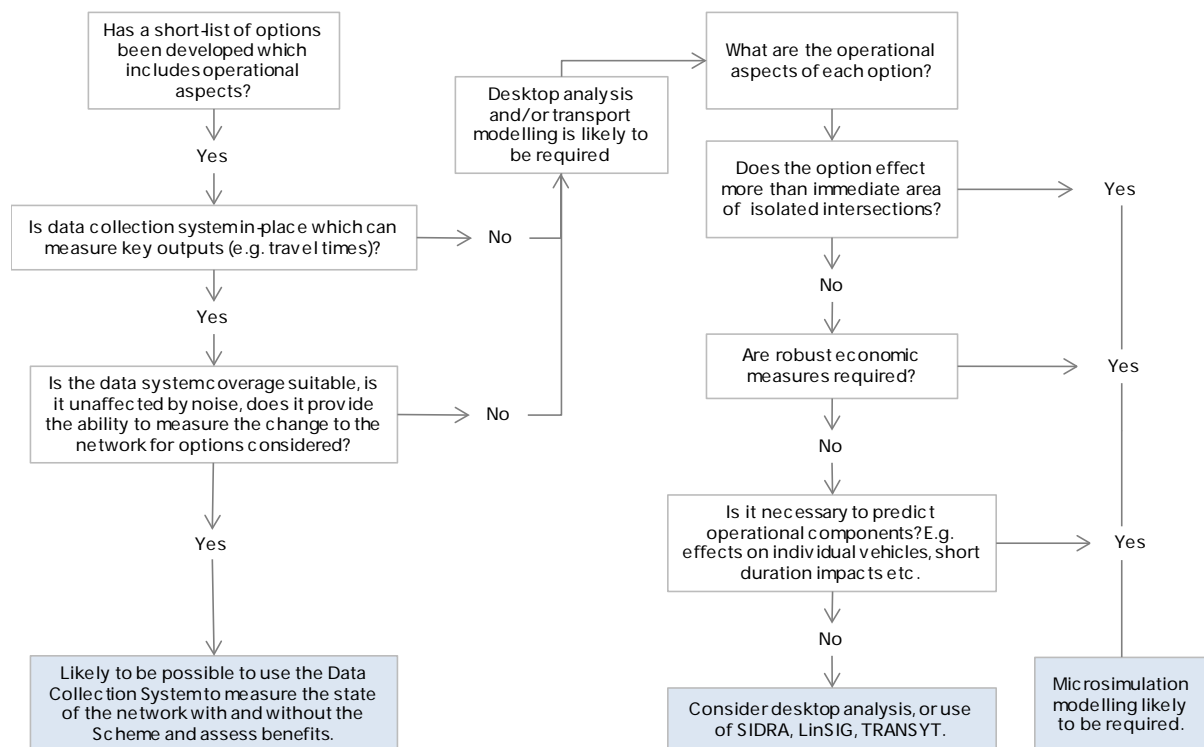 Has a short-list of options
been developed which
includes operational
aspects?
Yes
Is data collection system in-place which can
measure key outputs (e.g. travel times)?
No
Yes
Is the data system coverage suitable, is
it unaffected by noise, does it provide
the ability to measure the change to the
network for options considered?
No
Yes
Likely to be possible to use the Data
Collection System to measure the state
of the network with and without the
Scheme and assess benefits.
Desktop analysis
and/or transport
modelling is likely to
be required
What are the operational
aspects of each option?
Does the option effect
more than immediate area
of isolated intersections?
Yes
No
Are robust economic
measures required?
Yes
No
Is it necessary to predict
operational components? E.g.
effects on individual vehicles, short
duration impacts etc.
Yes
No
Consider desktop analysis, or use
of SIDRA, LinSIG, TRANSYT.
Microsimulation
modelling likely
to be required.